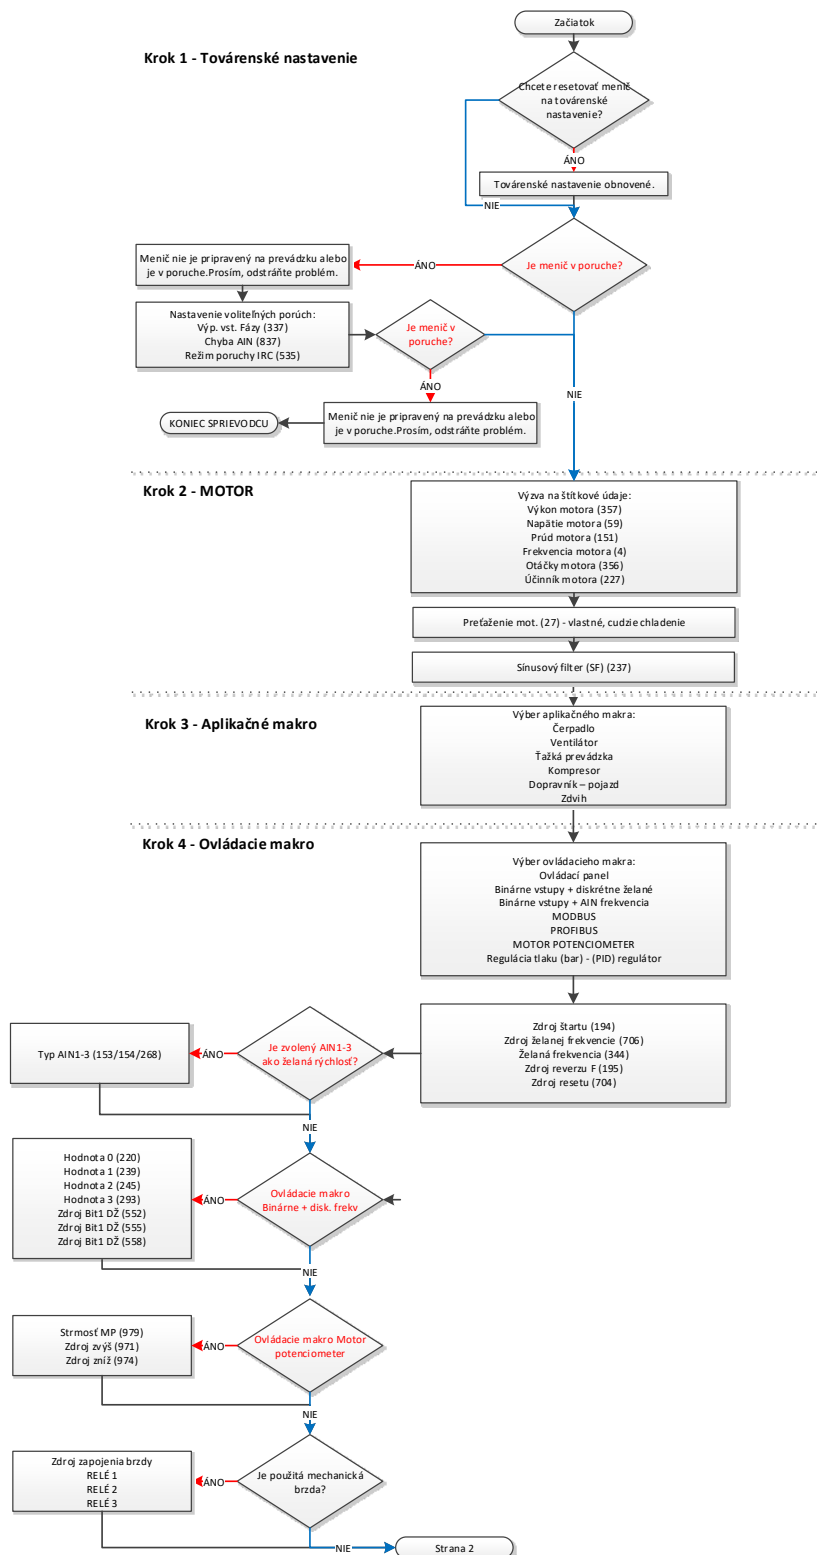 Začiatok
Krok 1 - Továrenské nastavenie
Chcete resetovať menič
na továrenské
nastavenie?
ÁNO
Továrenské nastavenie obnovené.
NIE
Je menič v poruche?
ÁNO
Menič nie je pripravený na prevádzku alebo
je v poruche.Prosím, odstráňte problém.
Nastavenie voliteľných porúch:
Výp. vst. Fázy (337)
Chyba AIN (837)
Režim poruchy IRC (535)
Je menič v
poruche?
ÁNO
NIE
Menič nie je pripravený na prevádzku alebo
je v poruche.Prosím, odstráňte problém.
KONIEC SPRIEVODCU
Krok 2 - MOTOR
Výzva na štítkové údaje:
Výkon motora (357)
Napätie motora (59)
Prúd motora (151)
Frekvencia motora (4)
Otáčky motora (356)
Účinník motora (227)
Preťaženie mot. (27) - vlastné, cudzie chladenie
Sínusový filter (SF) (237)
Krok 3 - Aplikačné makro
Výber aplikačného makra:
Čerpadlo
Ventilátor
Ťažká prevádzka
Kompresor
Dopravník – pojazd
Zdvih
Krok 4 - Ovládacie makro
Výber ovládacieho makra:
Ovládací panel
Binárne vstupy + diskrétne želané
Binárne vstupy + AIN frekvencia
MODBUS
PROFIBUS
MOTOR POTENCIOMETER
Regulácia tlaku (bar) - (PID) regulátor
Zdroj štartu (194)
Zdroj želanej frekvencie (706)
Želaná frekvencia (344)
Zdroj reverzu F (195)
Zdroj resetu (704)
Je zvolený AIN1-3
ako želaná rýchlosť?
ÁNO
Typ AIN1-3 (153/154/268)
NIE
Hodnota 0 (220)
Hodnota 1 (239)
Hodnota 2 (245)
Hodnota 3 (293)
Zdroj Bit1 DŽ (552)
Zdroj Bit1 DŽ (555)
Zdroj Bit1 DŽ (558)
ÁNO
Ovládacie makro
Binárne + disk. frekv
NIE
Strmosť MP (979)
Zdroj zvýš (971)
Zdroj zníž (974)
ÁNO
Ovládacie makro Motor
potenciometer
NIE
Zdroj zapojenia brzdy
RELÉ 1
RELÉ 2
RELÉ 3
ÁNO
Je použitá mechanická
brzda?
NIE
Strana 2